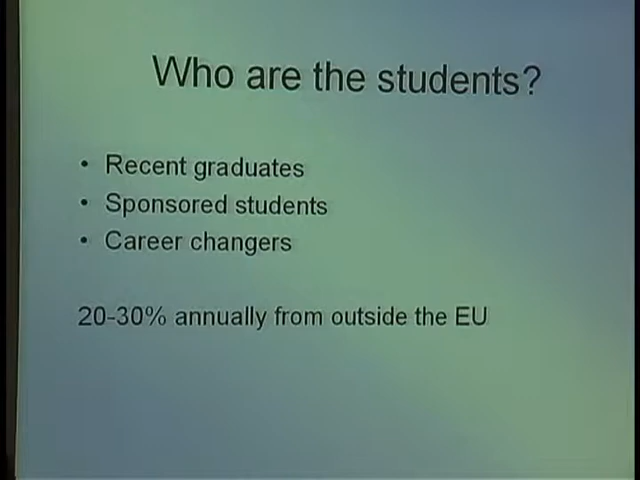 Who are the students?
• Recent graduates
• Sponsored students
• Career changers
20-30% annually from outside the EU